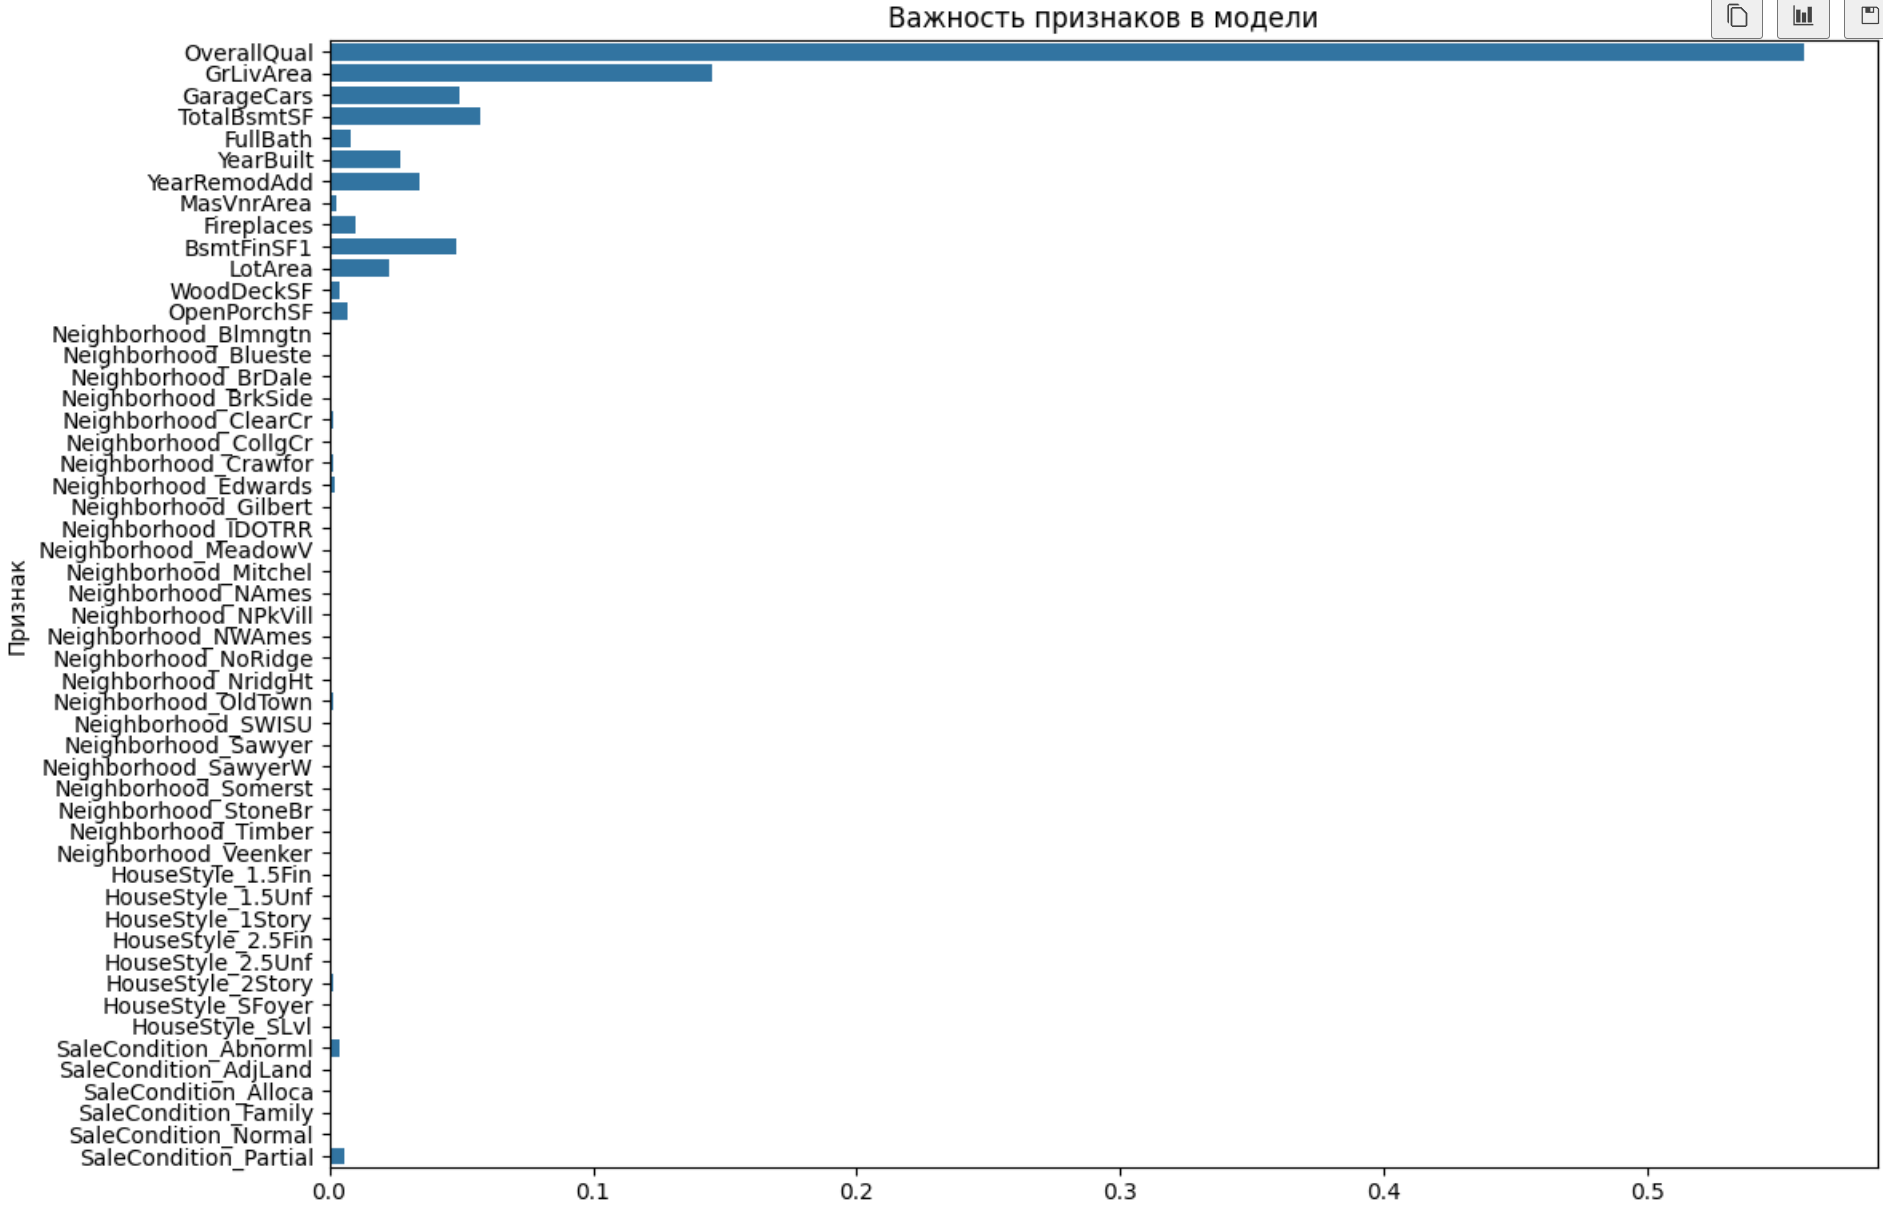 Важность признаков в модели
OverallQual
GrLivArea
GarageCars
TotalBsmtSF
FullBath
YearBuilt
YearRemodAdd
MasVnrArea
Fireplaces
BsmtFinSF1
LotArea
WoodDeckSF
OpenPorchSF
Neighborhood_Blmngtn
Neighborhood_Blueste
Neighborhood_BrDale
Neighborhood_BrkSide
Neighborhood_ClearCr
Neighborhood_CollgCr
Neighborhood_Crawfor
Neighborhood_Edwards
Neighborhood_Gilbert
Neighborhood_IDOTRR
Neighborhood_MeadowV
Neighborhood_Mitchel
Neighborhood_NAmes
Neighborhood_NPkVill
Neighborhood_NWAmes
Neighborhood_NoRidge
Neighborhood_NridgHt
Neighborhood_OldTown
Neighborhood_SWISU
Neighborhood_Sawyer
Neighborhood_SawyerW
Neighborhood_Somerst
Neighborhood_StoneBr
Neighborhood_Timber
Neighborhood_Veenker
HouseStyle_1.5Fin
HouseStyle_1.5Unf
HouseStyle_1Story
HouseStyle_2.5Fin
HouseStyle_2.5Unf
HouseStyle_2Story
HouseStyle_SFoyer
HouseStyle_SLvl
SaleCondition_Abnorml
SaleCondition_AdjLand
SaleCondition_Alloca
SaleCondition_Family
SaleCondition_Normal
SaleCondition_Partial
Признак
0.0 0.1 0.2 0.3 0.4 0.5